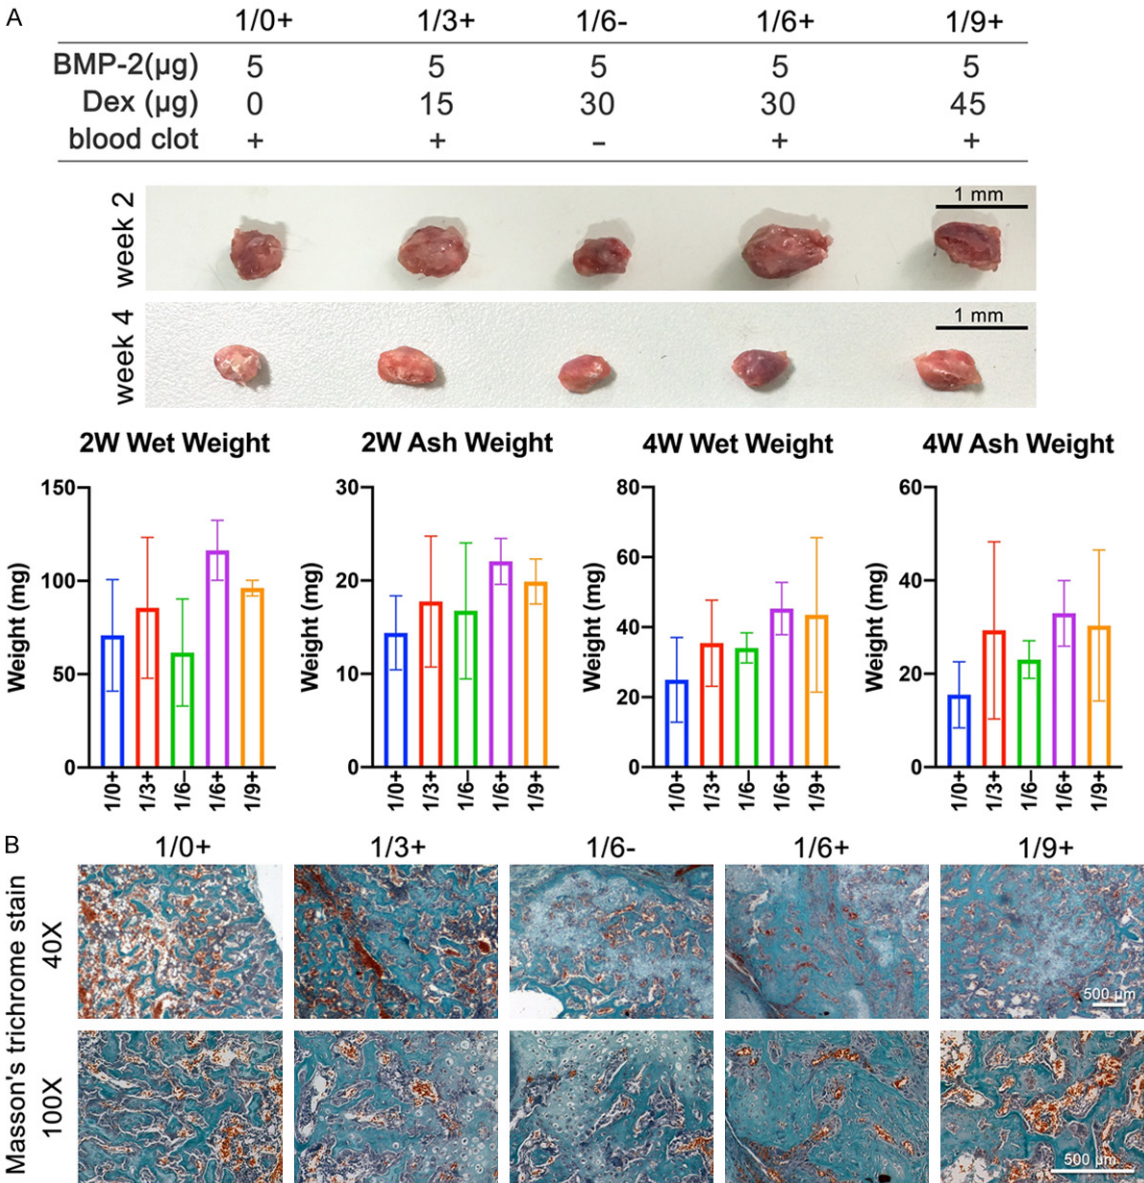 A
1/0+ 1/3+ 1/6- 1/6+ 1/9+
BMP-2(µg) 5 5 5 5 5
Dex (µg) 0 15 30 30 45
blood clot + + – + +
week 2
1 mm
week 4
1 mm
2W Wet Weight
Weight (mg)
150
100
50
0
1/0+ 1/3+ 1/6– 1/6+ 1/9+
2W Ash Weight
Weight (mg)
30
20
10
0
1/0+ 1/3+ 1/6– 1/6+ 1/9+
4W Wet Weight
Weight (mg)
80
60
40
20
0
1/0+ 1/3+ 1/6– 1/6+ 1/9+
4W Ash Weight
Weight (mg)
60
40
20
0
1/0+ 1/3+ 1/6– 1/6+ 1/9+
B
1/0+ 1/3+ 1/6- 1/6+ 1/9+
Masson's trichrome stain
40X
500 µm
100X
500 µm